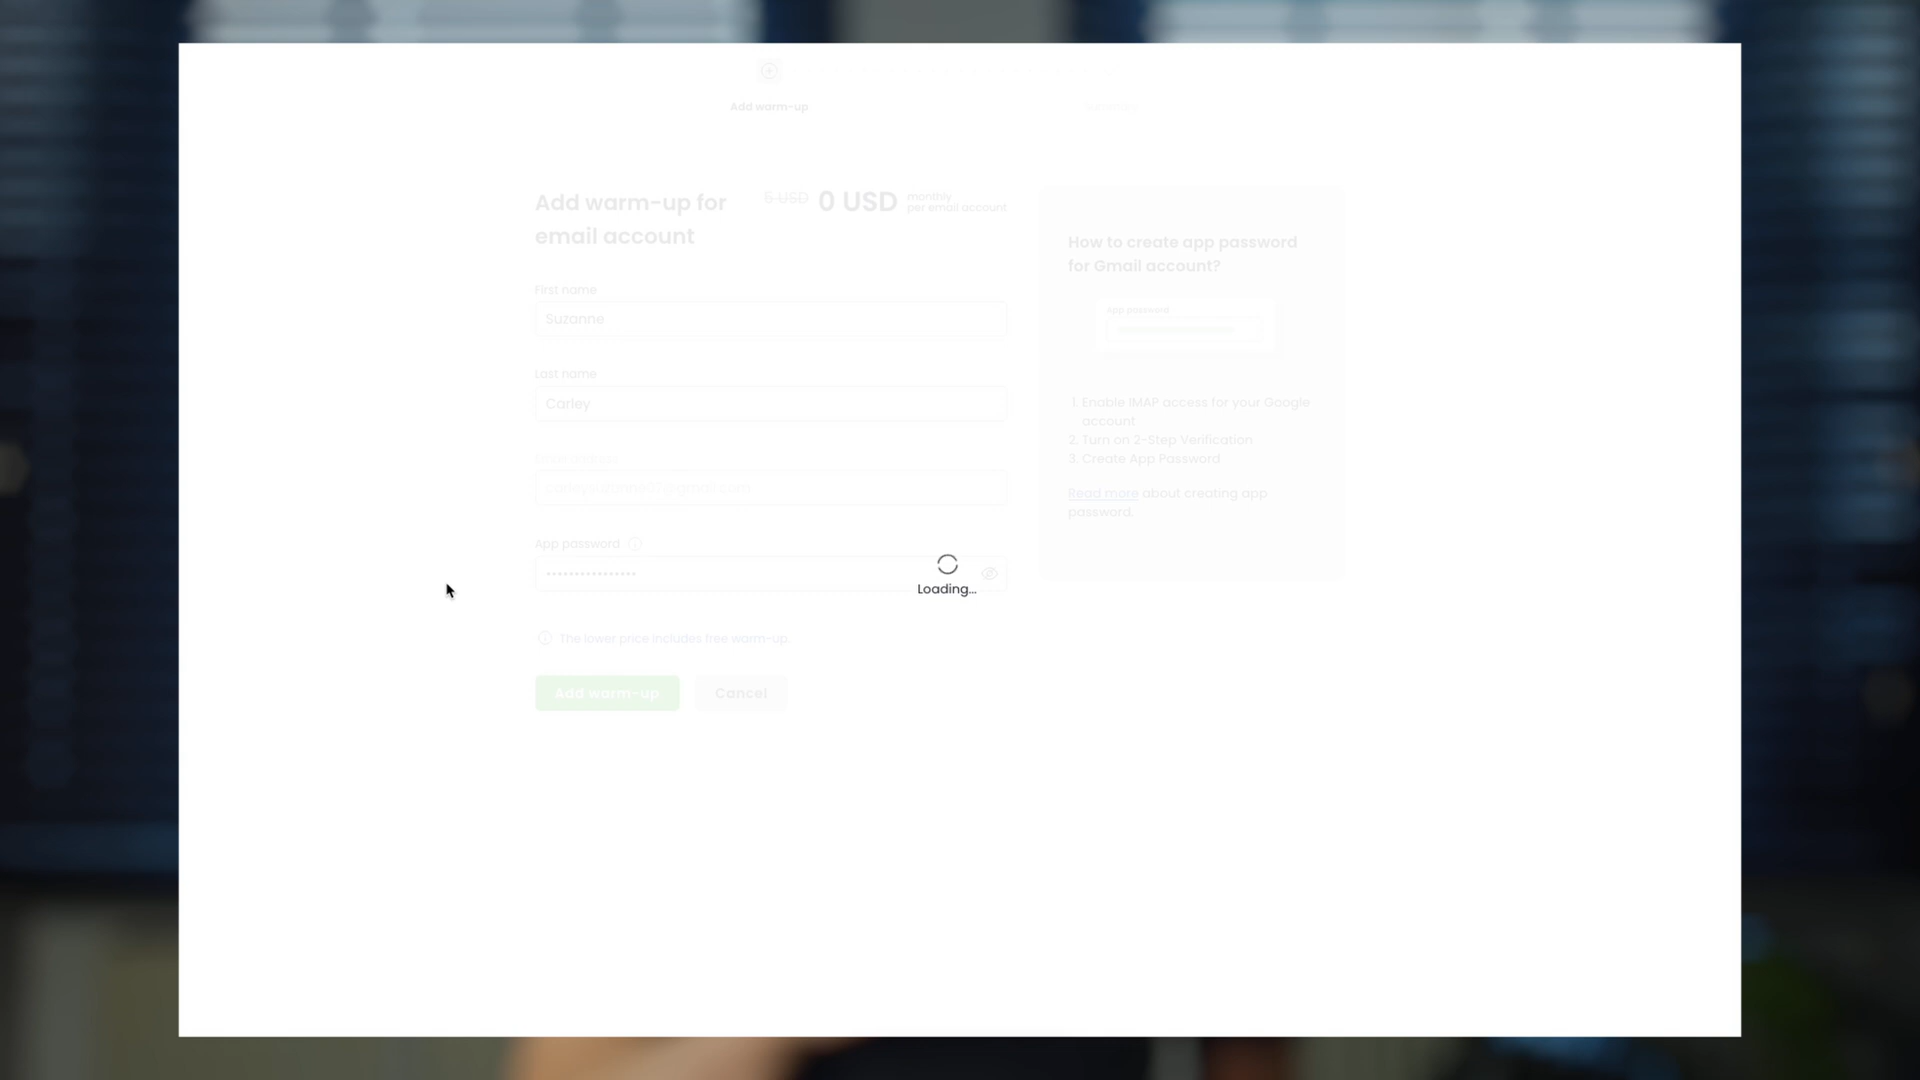 Add warm-up
Add warm-up for
email account
5 USD 0 USD monthly
per email account
First name
Suzanne
Last name
Carley
App password
Loading...
The lower price includes free warm-up.
Add warm-up Cancel
How to create app password
for Gmail account?
App password
1. Enable IMAP access for your Google
account
2. Turn on 2-Step Verification
3. Create App Password
Read more about creating app
password.